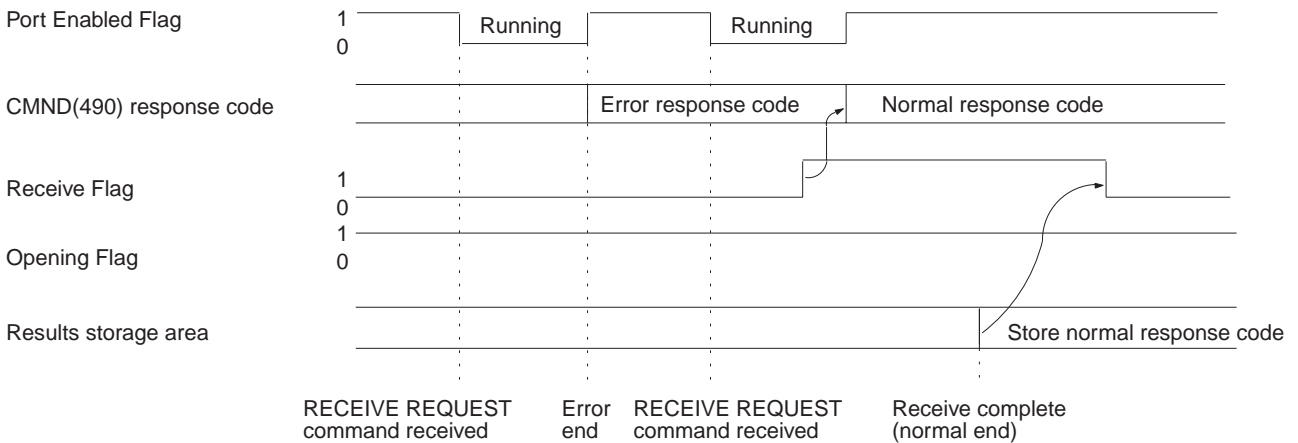 Port Enabled Flag
1
0
Running
Running
CMND(490) response code
Error response code
Normal response code
Receive Flag
1
0
Opening Flag
1
0
Results storage area
Store normal response code
RECEIVE REQUEST
command received
Error
end
RECEIVE REQUEST
command received
Receive complete
(normal end)